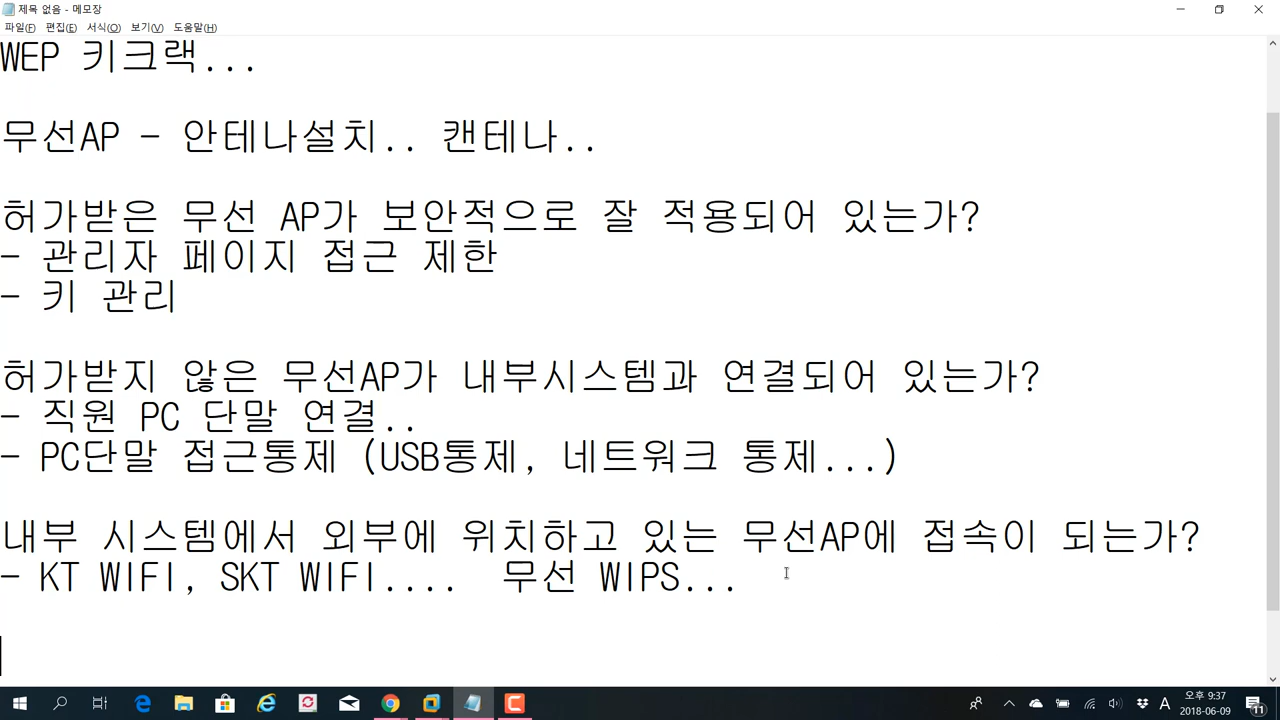 제목 없음 - 메모장
파일(F) 편집(E) 서식(O) 보기(V) 도움말(H)
WEP 키크랙...
무선AP - 안테나설치.. 캔테나..
허가받은 무선 AP가 보안적으로 잘 적용되어 있는가?
- 관리자 페이지 접근 제한
- 키 관리
허가받지 않은 무선AP가 내부시스템과 연결되어 있는가?
- 직원 PC 단말 연결..
- PC단말 접근통제 (USB통제, 네트워크 통제...)
내부 시스템에서 외부에 위치하고 있는 무선AP에 접속이 되는가?
- KT WIFI, SKT WIFI.... 무선 WIPS...
A
오후 9:37
2018-06-09
11